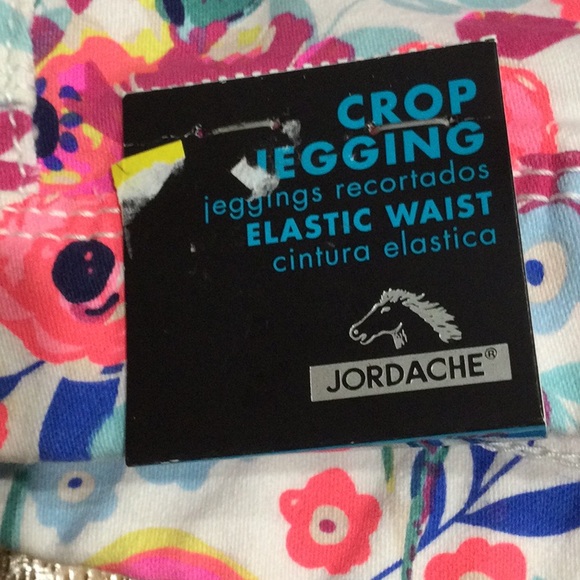 CROP
JEGGING
jeggings recortados
ELASTIC WAIST
cintura elastica
JORDACHE®